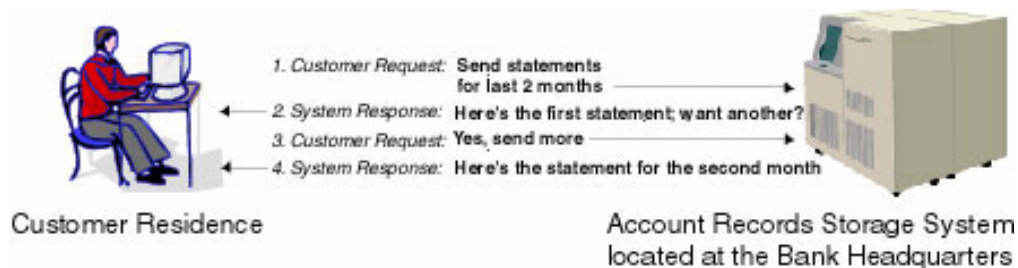 1. Customer Request: Send statements
for last 2 months
2. System Response: Here's the first statement; want another?
3. Customer Request: Yes, send more
4. System Response: Here's the statement for the second month
Customer Residence
Account Records Storage System
located at the Bank Headquarters